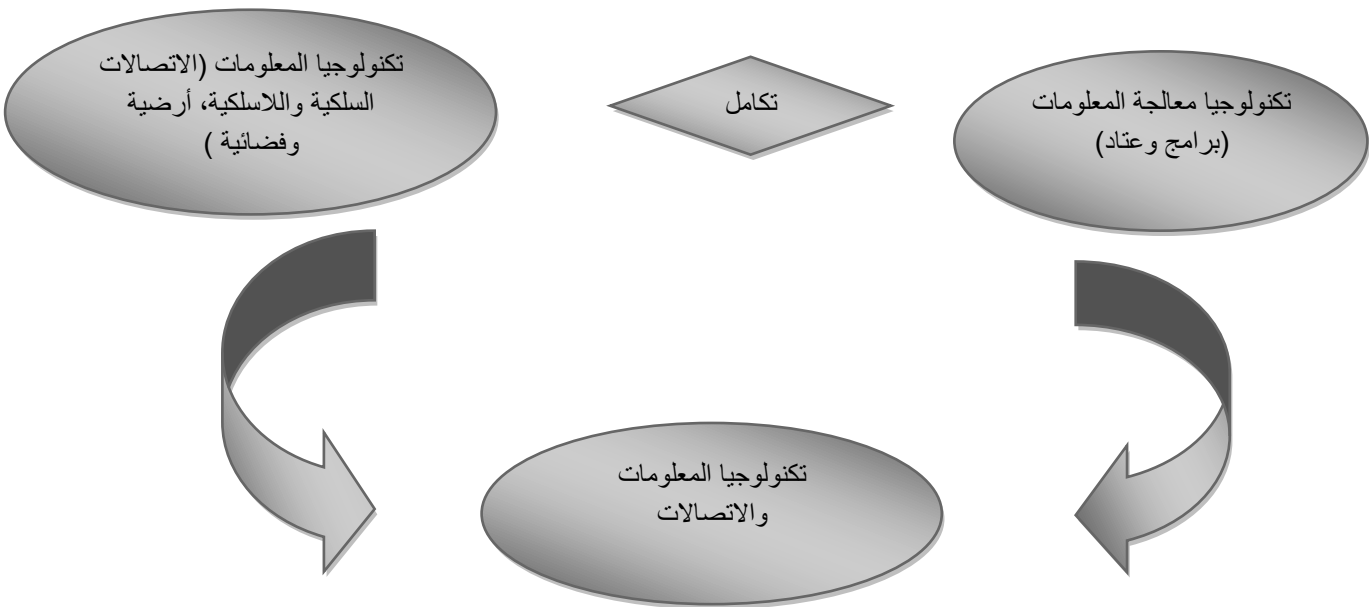 تكنولوجيا معالجة المعلومات
(برامج وعتاد)
تكامل
تكنولوجيا المعلومات (الاتصالات
السلكية واللاسلكية، أرضية
وفضائية )
تكنولوجيا المعلومات
والاتصالات